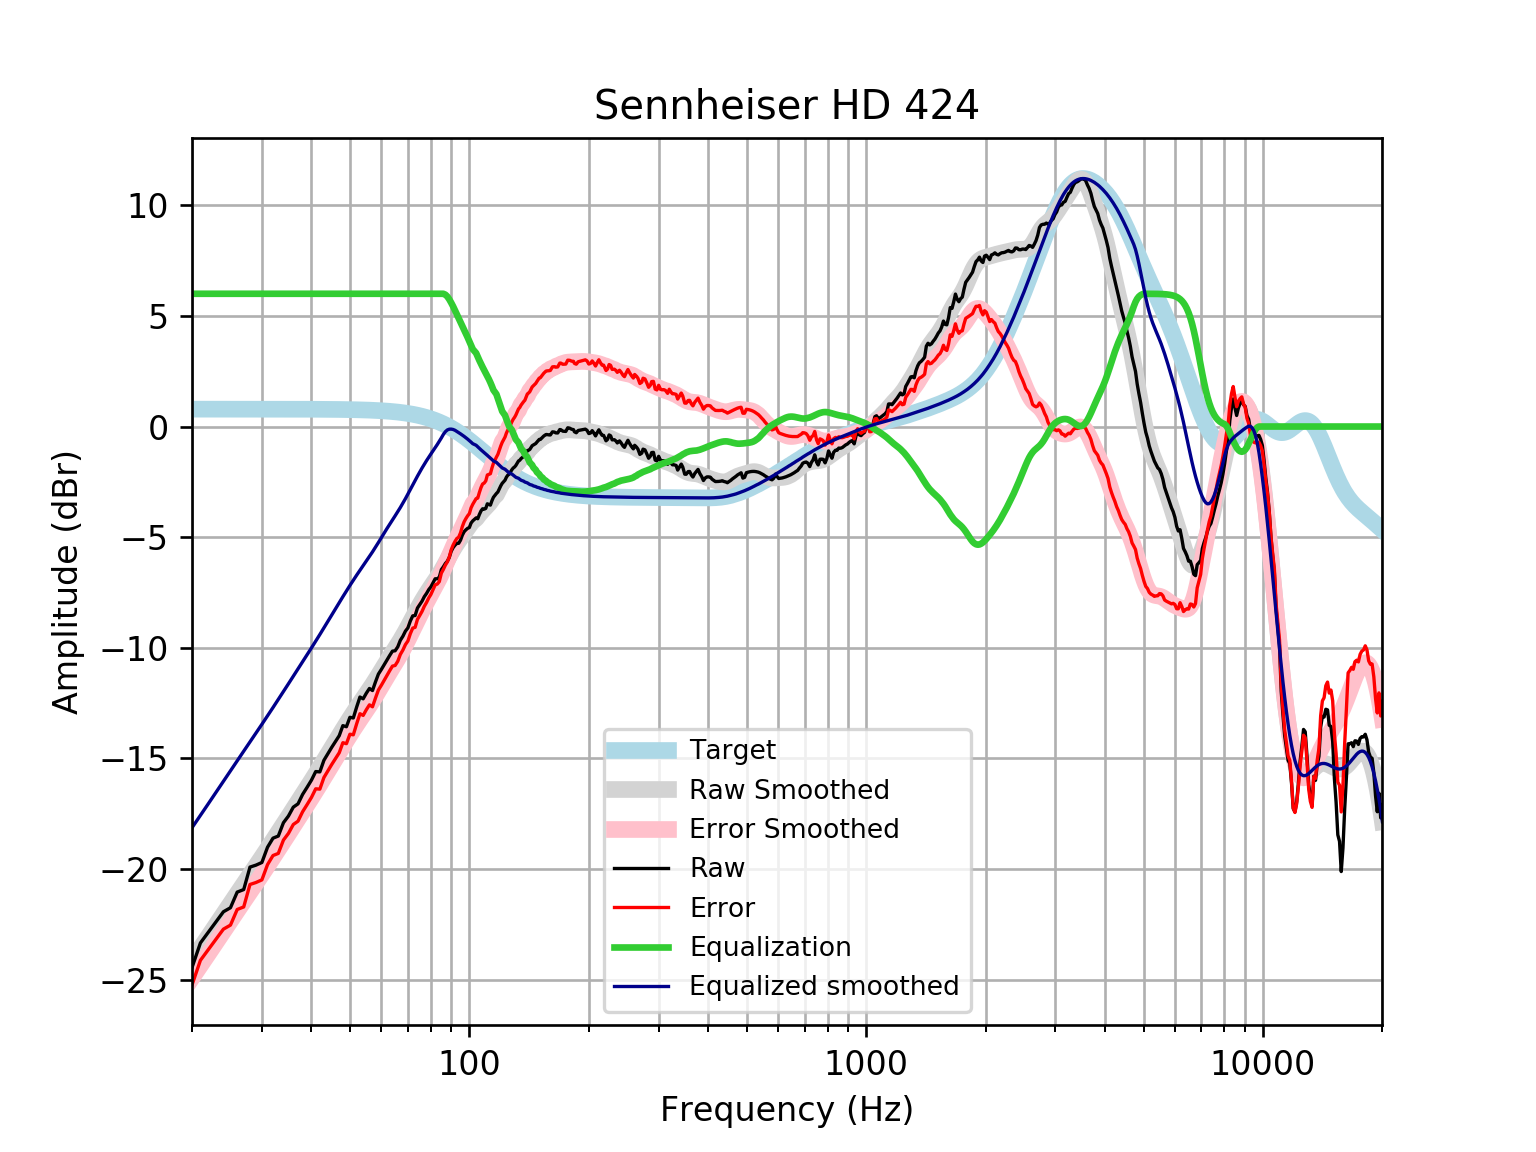 Sennheiser HD 424
Amplitude (dBr)
10
5
0
−5
−10
−15
−20
−25
Target
Raw Smoothed
Error Smoothed
Raw
Error
Equalization
Equalized smoothed
100 1000 10000
Frequency (Hz)